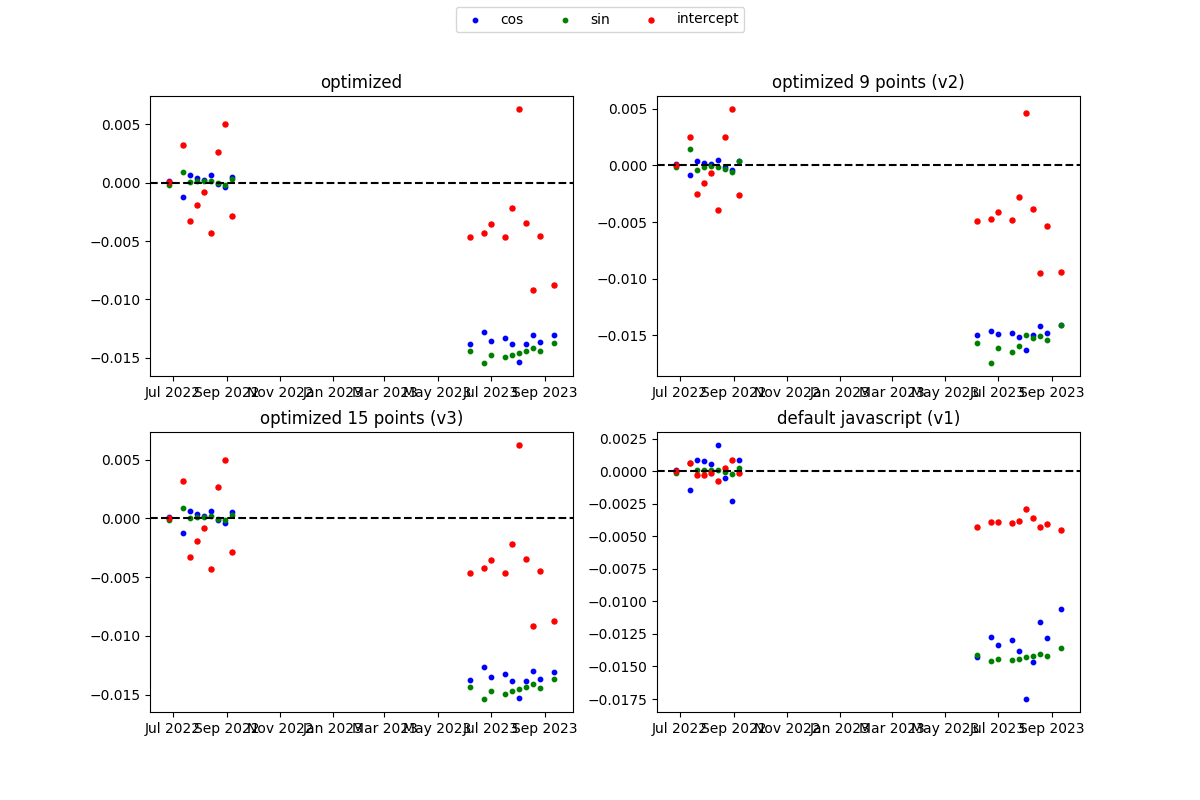 cos sin intercept
optimized
0.005
0.000
−0.005
−0.010
−0.015
Jul 2022 Sep 2022 Nov 2022 Jan 2023 Mar 2023 May 2023 Jul 2023 Sep 2023
optimized 9 points (v2)
0.005
0.000
−0.005
−0.010
−0.015
Jul 2022 Sep 2022 Nov 2022 Jan 2023 Mar 2023 May 2023 Jul 2023 Sep 2023
optimized 15 points (v3)
0.005
0.000
−0.005
−0.010
−0.015
Jul 2022 Sep 2022 Nov 2022 Jan 2023 Mar 2023 May 2023 Jul 2023 Sep 2023
default javascript (v1)
0.0025
0.0000
−0.0025
−0.0050
−0.0075
−0.0100
−0.0125
−0.0150
−0.0175
Jul 2022 Sep 2022 Nov 2022 Jan 2023 Mar 2023 May 2023 Jul 2023 Sep 2023